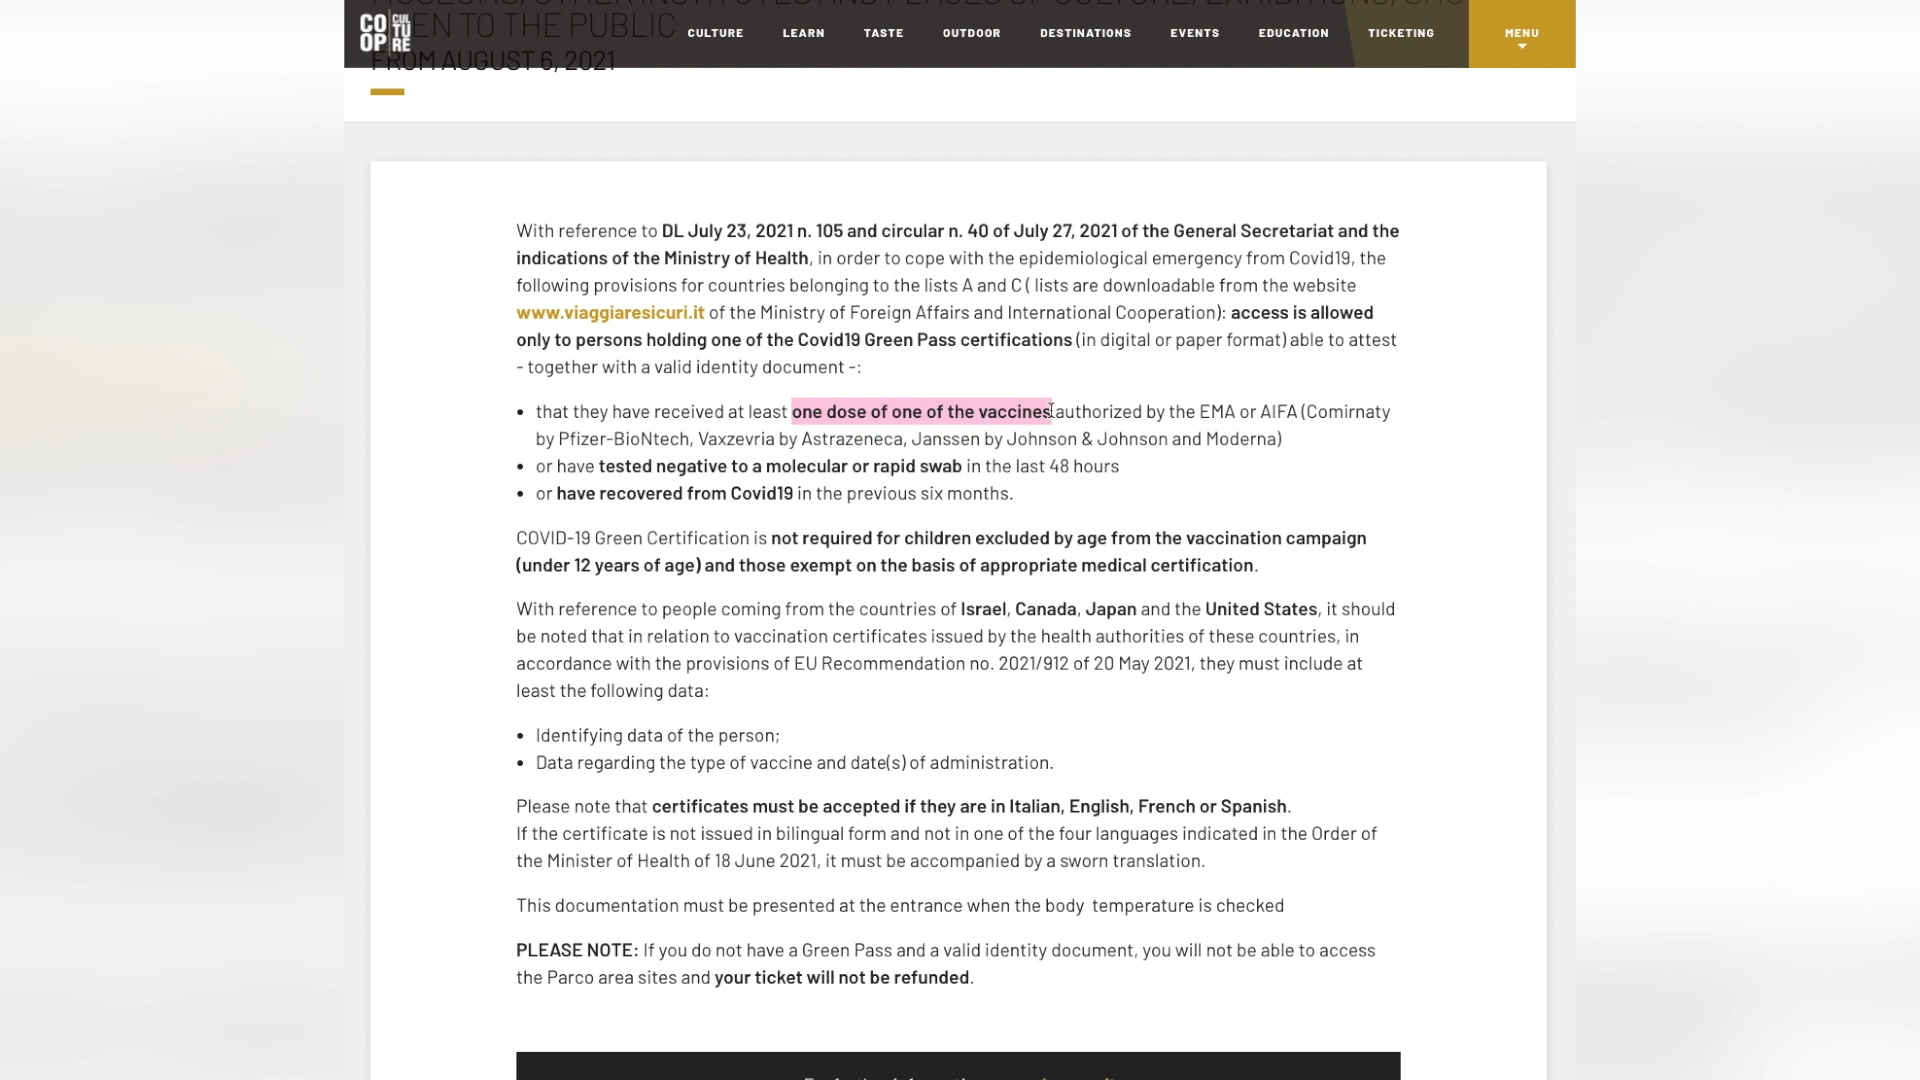 MUSEUMS, OTHER INSTITUTES AND PLACES OF CULTURE, EXHIBITIONS,
OPEN TO THE PUBLIC
FROM AUGUST 6, 2021
CO OP CUL TU RE
CULTURE LEARN TASTE OUTDOOR DESTINATIONS EVENTS EDUCATION TICKETING MENU
With reference to DL July 23, 2021 n. 105 and circular n. 40 of July 27, 2021 of the General Secretariat and the
indications of the Ministry of Health, in order to cope with the epidemiological emergency from Covid19, the
following provisions for countries belonging to the lists A and C ( lists are downloadable from the website
www.viaggiaresicuri.it of the Ministry of Foreign Affairs and International Cooperation): access is allowed
only to persons holding one of the Covid19 Green Pass certifications (in digital or paper format) able to attest
- together with a valid identity document -:
• that they have received at least one dose of one of the vaccines authorized by the EMA or AIFA (Comirnaty
by Pfizer-BioNtech, Vaxzevria by Astrazeneca, Janssen by Johnson & Johnson and Moderna)
• or have tested negative to a molecular or rapid swab in the last 48 hours
• or have recovered from Covid19 in the previous six months.
COVID-19 Green Certification is not required for children excluded by age from the vaccination campaign
(under 12 years of age) and those exempt on the basis of appropriate medical certification.
With reference to people coming from the countries of Israel, Canada, Japan and the United States, it should
be noted that in relation to vaccination certificates issued by the health authorities of these countries, in
accordance with the provisions of EU Recommendation no. 2021/912 of 20 May 2021, they must include at
least the following data:
• Identifying data of the person;
• Data regarding the type of vaccine and date(s) of administration.
Please note that certificates must be accepted if they are in Italian, English, French or Spanish.
If the certificate is not issued in bilingual form and not in one of the four languages indicated in the Order of
the Minister of Health of 18 June 2021, it must be accompanied by a sworn translation.
This documentation must be presented at the entrance when the body temperature is checked
PLEASE NOTE: If you do not have a Green Pass and a valid identity document, you will not be able to access
the Parco area sites and your ticket will not be refunded.